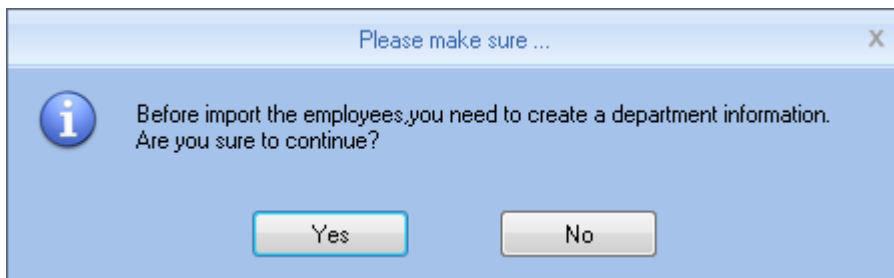 Please make sure ...
X
Before import the employees,you need to create a department information.
Are you sure to continue?
Yes
No